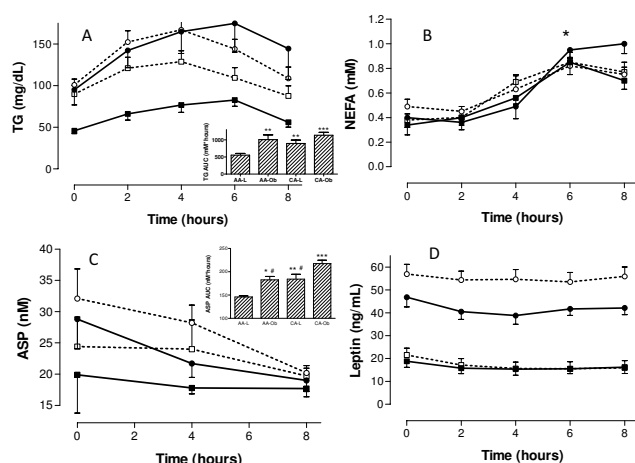 A
TG (mg/dL)
150
100
50
0
0 2 4 6 8
Time (hours)
TG AUC (mM*hours)
1000
500
0
** ** ***
AA-L AA-Ob CA-L CA-Ob
B
*
NEFA (mM)
1.2
1.0
0.8
0.6
0.4
0.2
0.0
0 2 4 6 8
Time (hours)
C
ASP (nM)
40
35
30
25
20
15
0 4 8
Time (hours)
ASP AUC (nM*hours)
250
200
150
100
* # ** # ***
AA-L AA-Ob CA-L CA-Ob
D
Leptin (ng/mL)
60
50
40
30
20
10
0
0 2 4 6 8
Time (hours)